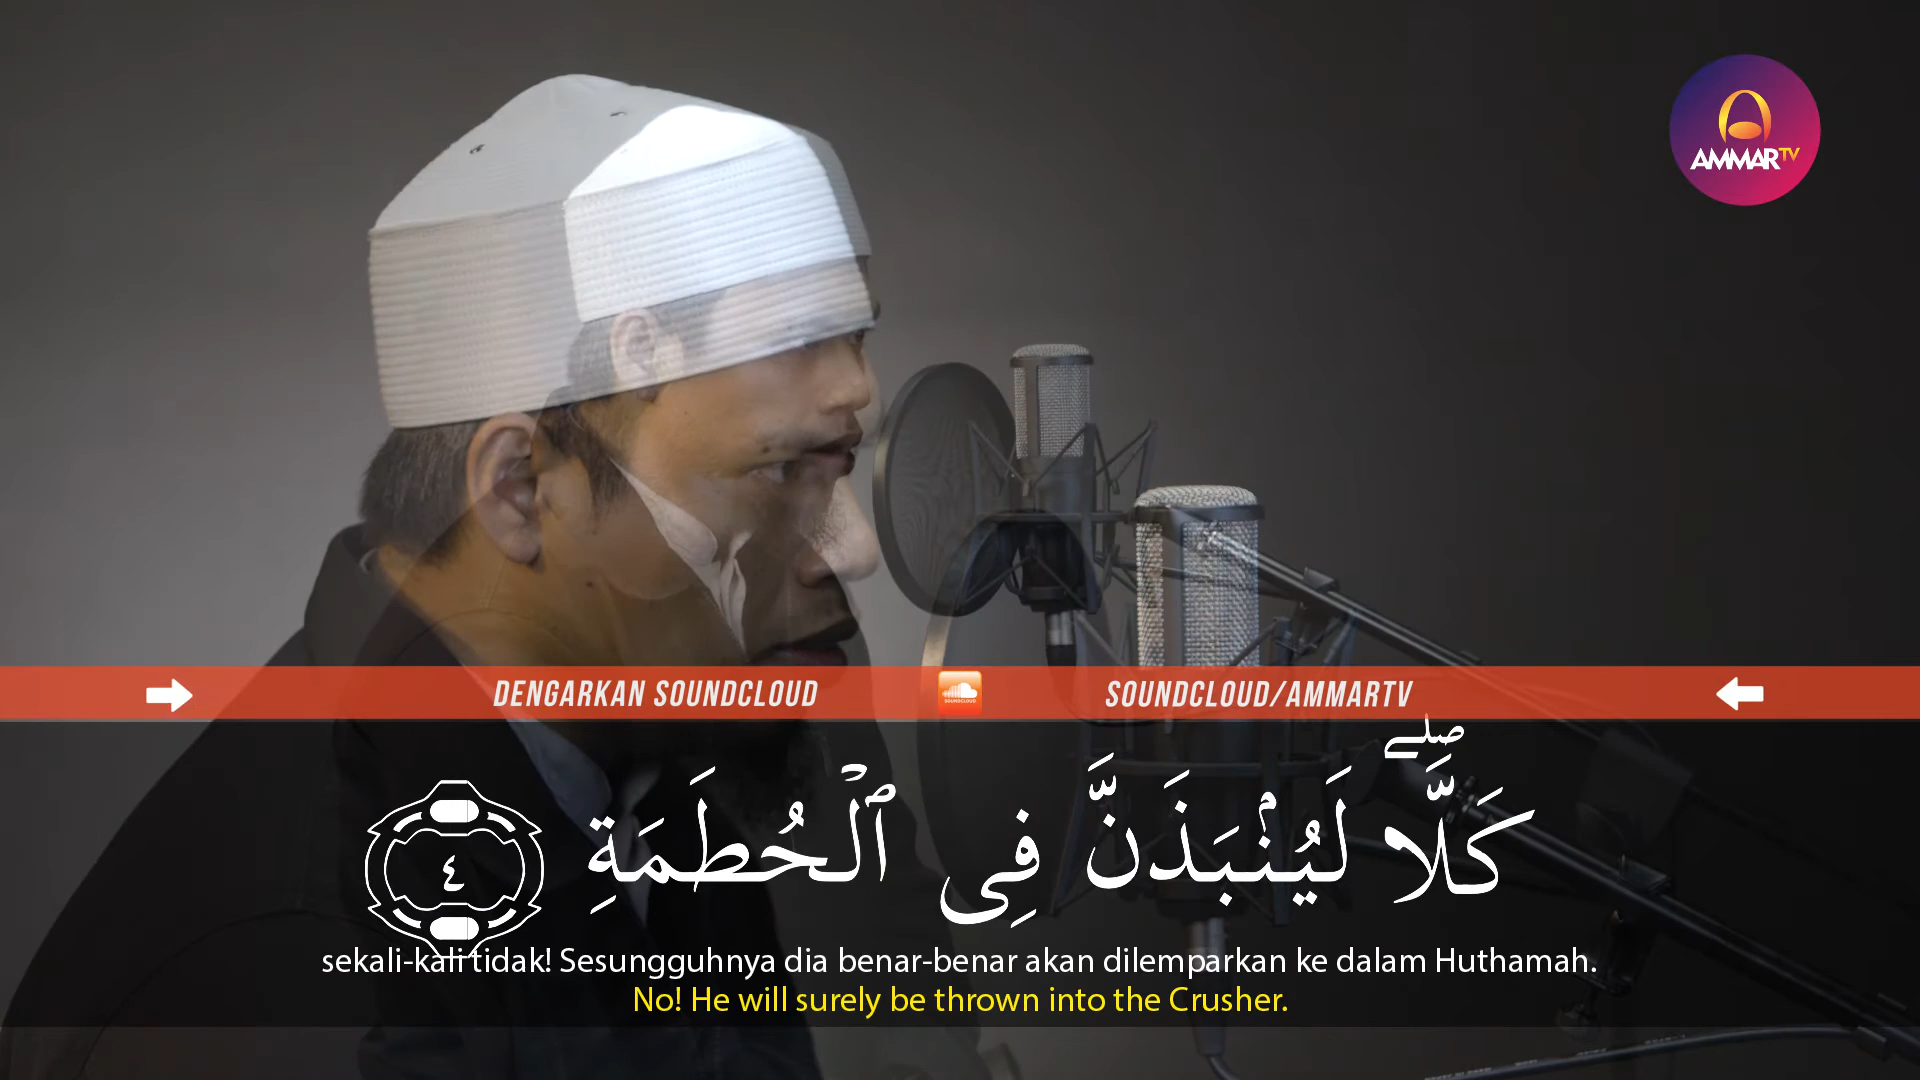 AMMARTV
DENGARKAN SOUNDCLOUD
SOUNDCLOUD
SOUNDCLOUD/AMMARTV
كَلَّاۖ لَيُنۢبَذَنَّ فِى ٱلْحُطَمَةِ ٤
sekali-kali tidak! Sesungguhnya dia benar-benar akan dilemparkan ke dalam Huthamah.
No! He will surely be thrown into the Crusher.